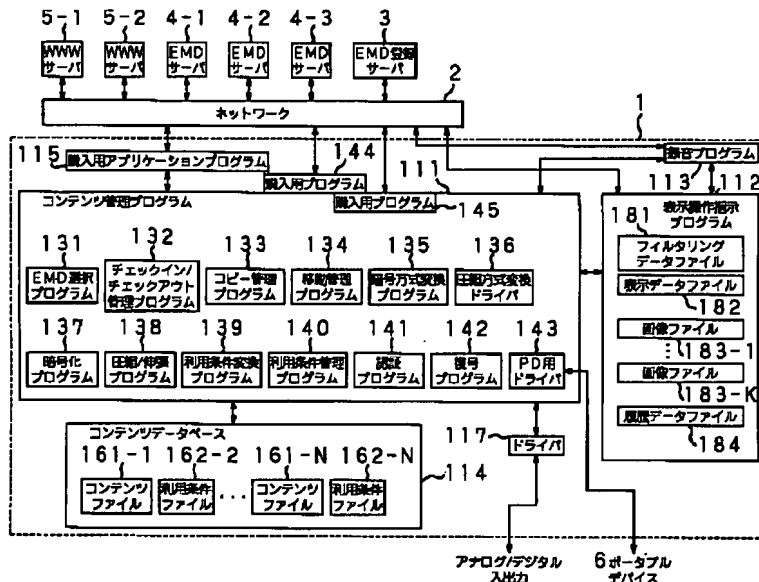 5-1 5-2 4-1 4-2 4-3 3
WWW サーバ
WWW サーバ
EMD サーバ
EMD サーバ
EMD サーバ
EMD登録 サーバ
2
ネットワーク
1
115
購入用アプリケーションプログラム
144
購入用プログラム
111
購入用プログラム
145
録音プログラム
113
112
コンテンツ管理プログラム
131
EMD選択
プログラム
132
チェックイン/
チェックアウト
管理プログラム
133
コピー管理
プログラム
134
移動管理
プログラム
135
暗号方式変換
プログラム
136
圧縮方式変換
ドライバ
137
暗号化
プログラム
138
圧縮/伸張
プログラム
139
利用条件変換
プログラム
140
利用条件管理
プログラム
141
認証
プログラム
142
復号
プログラム
143
PD用
ドライバ
表示操作指示
プログラム
181
フィルタリング
データファイル
表示データファイル
182
画像ファイル
183-1
画像ファイル
183-K
履歴データファイル
184
コンテンツデータベース
161-1
コンテンツ
ファイル
162-2
利用条件
ファイル
...
161-N
コンテンツ
ファイル
162-N
利用条件
ファイル
114
117
ドライバ
アナログ/デジタル
入出力
6 ポータブル
デバイス